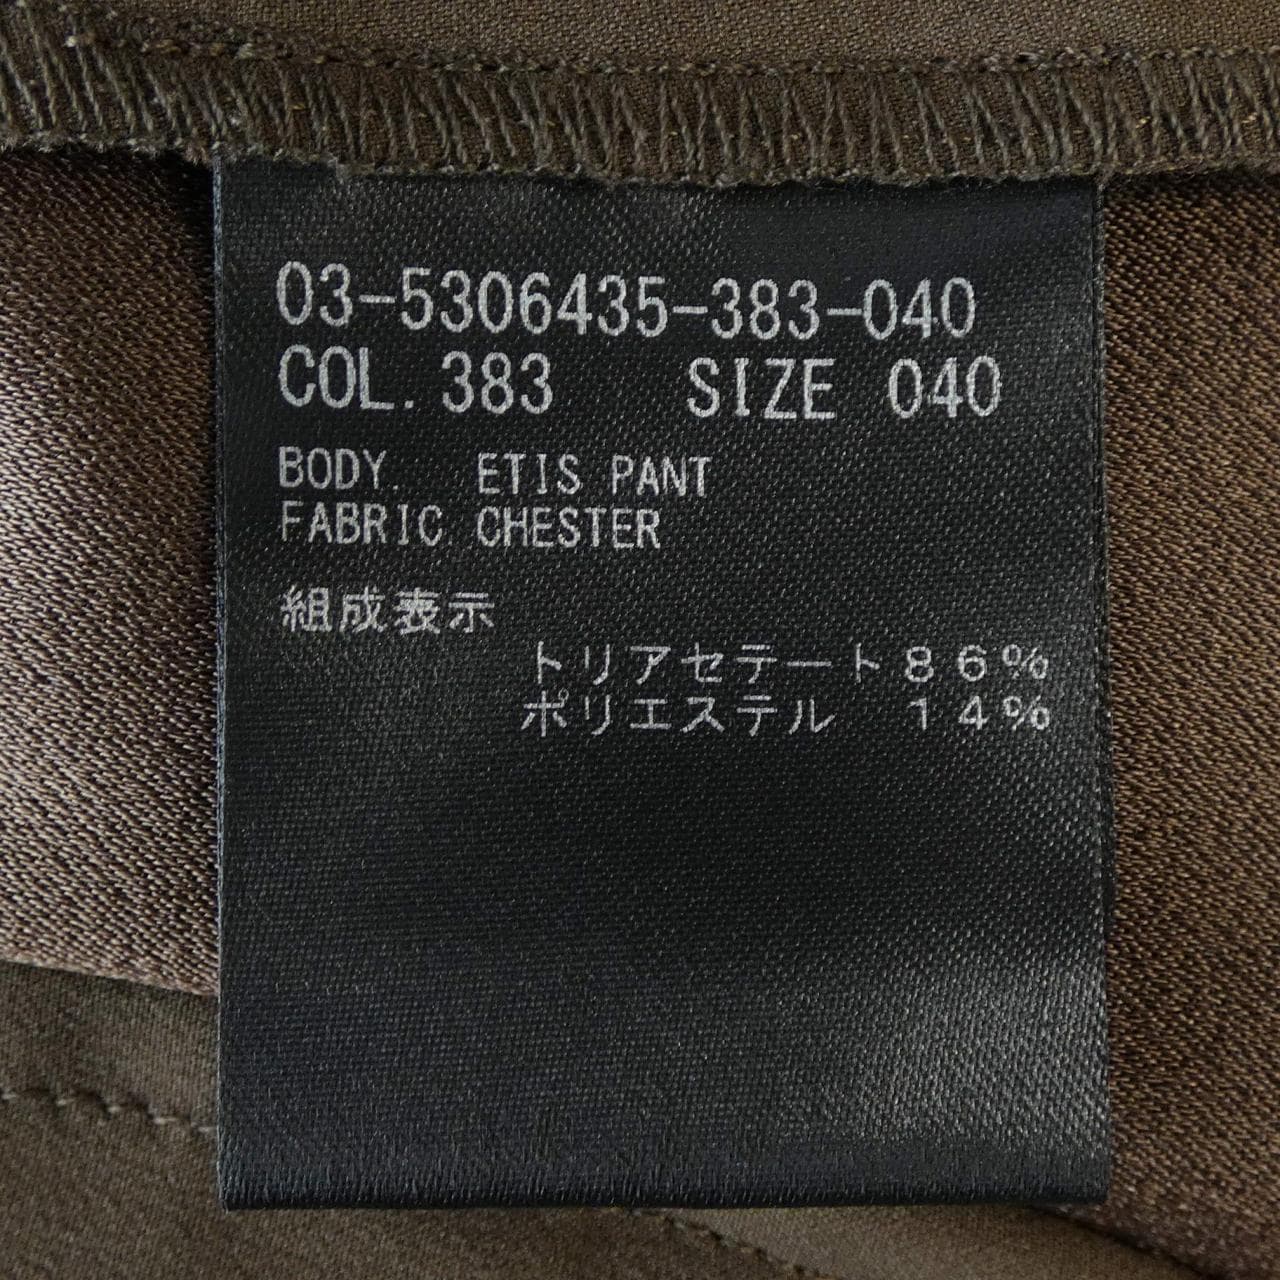 03-5306435-383-040
COL. 383 SIZE 040
BODY. ETIS PANT
FABRIC CHESTER
組成表示
トリアセテート８６％
ポリエステル １４％